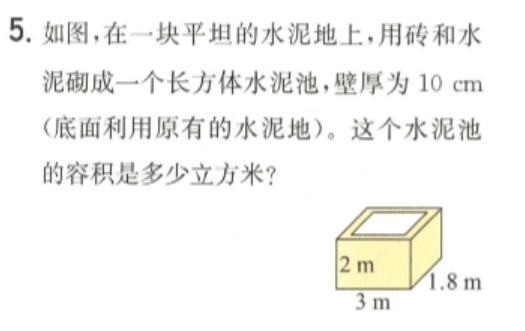 5. 如图,在一块平坦的水泥地上,用砖和水
泥砌成一个长方体水泥池,壁厚为 10 cm
(底面利用原有的水泥地)。这个水泥池
的容积是多少立方米?
2 m
1.8 m
3 m